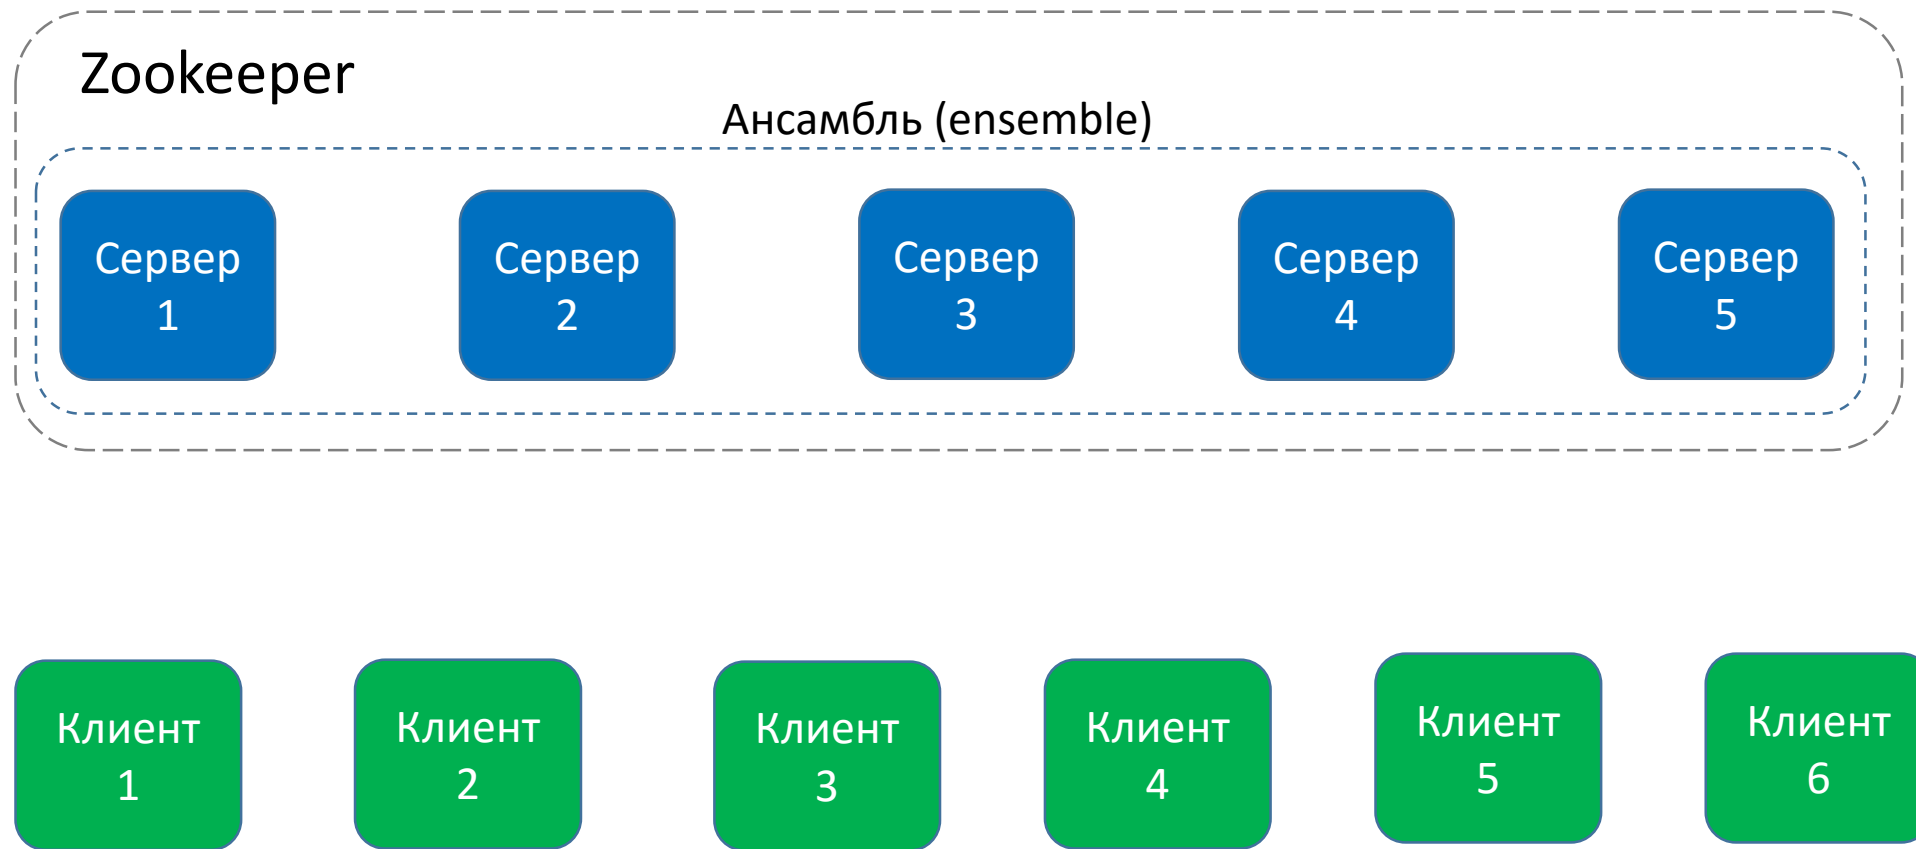 Zookeeper
Ансамбль (ensemble)
Сервер
1
Сервер
2
Сервер
3
Сервер
4
Сервер
5
Клиент
1
Клиент
2
Клиент
3
Клиент
4
Клиент
5
Клиент
6